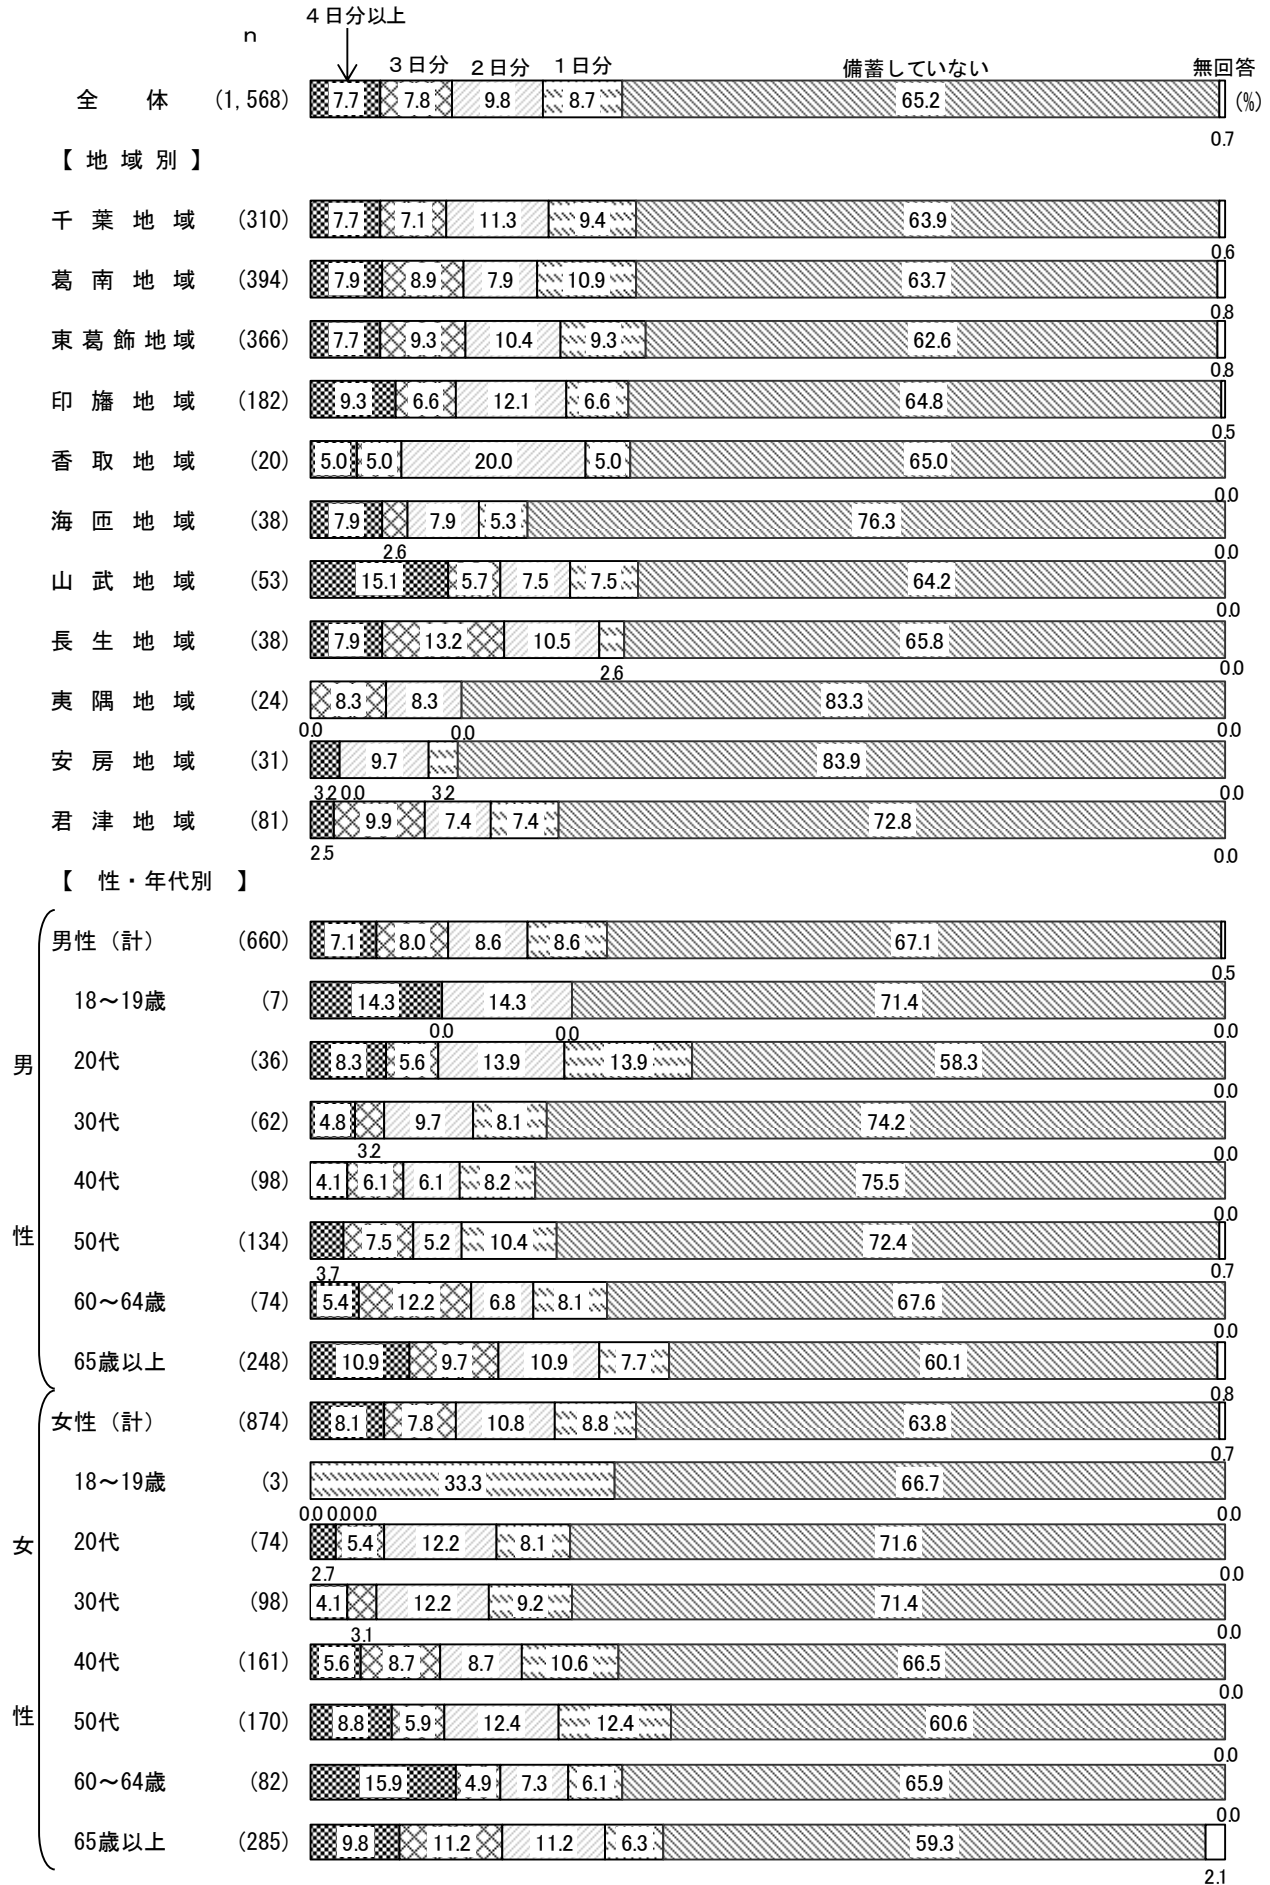 ４日分以上
ｎ
３日分 ２日分 １日分 備蓄していない 無回答
全体 (1,568) 7.7 7.8 9.8 8.7 65.2 (%)
0.7
【 地 域 別 】
千葉地域 (310) 7.7 7.1 11.3 9.4 63.9
0.6
葛南地域 (394) 7.9 8.9 7.9 10.9 63.7
0.8
東葛飾地域 (366) 7.7 9.3 10.4 9.3 62.6
0.8
印旛地域 (182) 9.3 6.6 12.1 6.6 64.8
0.5
香取地域 (20) 5.0 5.0 20.0 5.0 65.0
0.0
海匝地域 (38) 7.9 7.9 5.3 76.3
2.6 0.0
山武地域 (53) 15.1 5.7 7.5 7.5 64.2
0.0
長生地域 (38) 7.9 13.2 10.5 65.8
2.6 0.0
夷隅地域 (24) 8.3 8.3 83.3
0.0 0.0 0.0
安房地域 (31) 9.7 83.9
3.2 0.0 3.2 0.0
君津地域 (81) 9.9 7.4 7.4 72.8
2.5 0.0
【 性・年代別 】
男性（計） (660) 7.1 8.0 8.6 8.6 67.1
0.5
18～19歳 (7) 14.3 14.3 71.4
0.0 0.0 0.0
男
20代 (36) 8.3 5.6 13.9 13.9 58.3
0.0
30代 (62) 4.8 9.7 8.1 74.2
3.2 0.0
40代 (98) 4.1 6.1 6.1 8.2 75.5
0.0
性
50代 (134) 7.5 5.2 10.4 72.4
3.7 0.7
60～64歳 (74) 5.4 12.2 6.8 8.1 67.6
0.0
65歳以上 (248) 10.9 9.7 10.9 7.7 60.1
0.8
女性（計） (874) 8.1 7.8 10.8 8.8 63.8
0.7
18～19歳 (3) 33.3 66.7
0.0 0.0 0.0 0.0
女
20代 (74) 5.4 12.2 8.1 71.6
2.7 0.0
30代 (98) 4.1 12.2 9.2 71.4
3.1 0.0
40代 (161) 5.6 8.7 8.7 10.6 66.5
0.0
性
50代 (170) 8.8 5.9 12.4 12.4 60.6
0.0
60～64歳 (82) 15.9 4.9 7.3 6.1 65.9
0.0
65歳以上 (285) 9.8 11.2 11.2 6.3 59.3
2.1